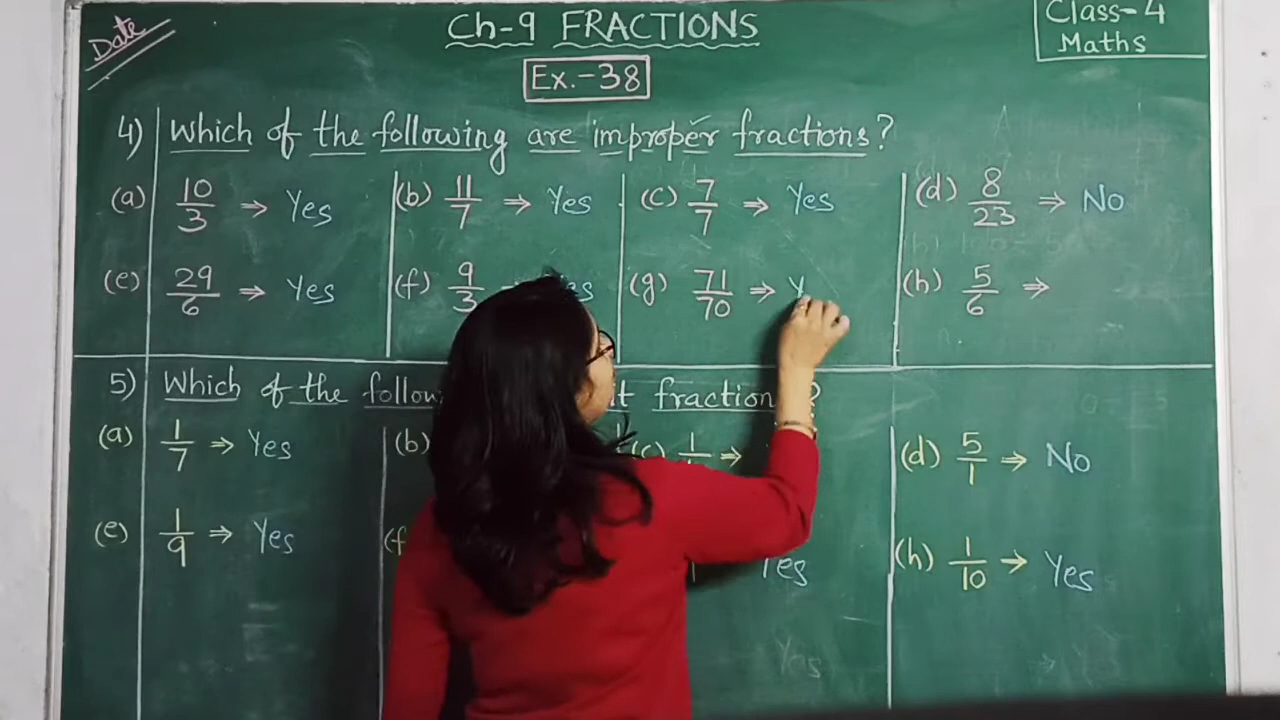 Date
Ch-9 FRACTIONS
Class-4
Maths
Ex.-38
4) Which of the following are improper fractions?
(a) 10/3 ⇒ Yes (b) 11/7 ⇒ Yes (c) 7/7 ⇒ Yes (d) 8/23 ⇒ No
(e) 29/6 ⇒ Yes (f) 9/3 Yes (g) 71/70 ⇒ Y (h) 5/6 ⇒
5) Which of the follow t fraction ?
(a) 1/7 ⇒ Yes (b) (c) 1/ ⇒ (d) 5/1 ⇒ No
(e) 1/9 ⇒ Yes (f Yes (h) 1/10 ⇒ Yes
Yes